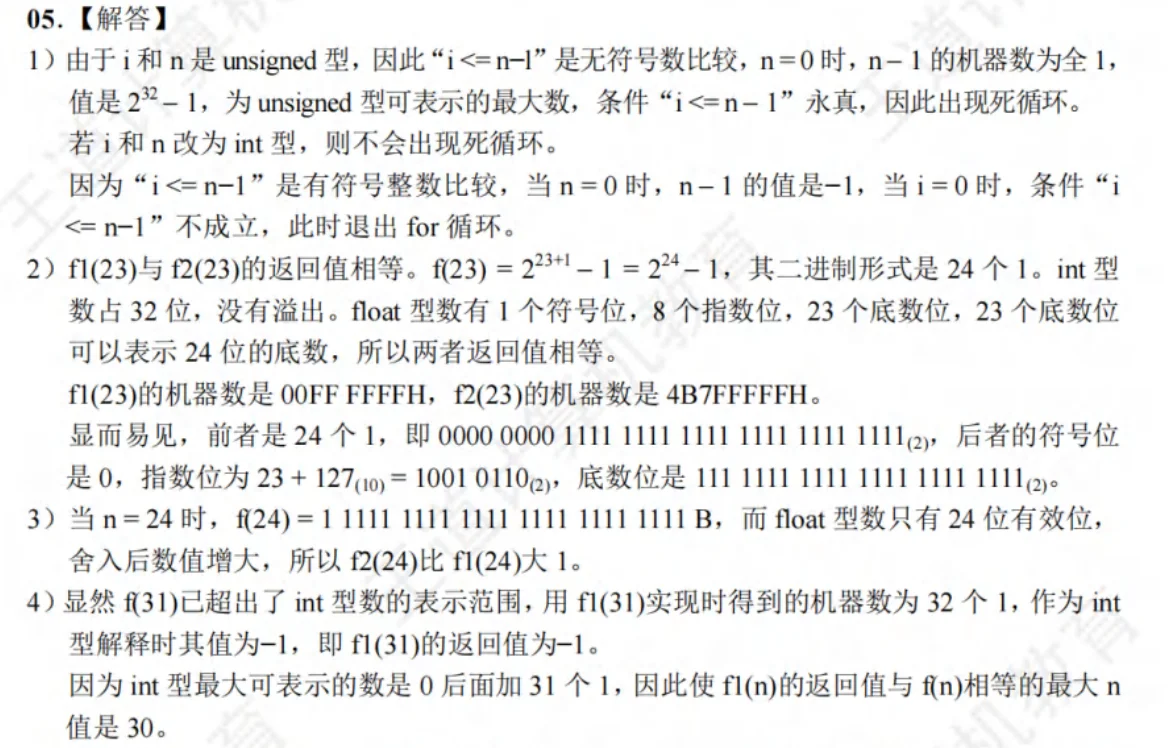 05.【解答】
1）由于 i 和 n 是 unsigned 型，因此“i <= n−l”是无符号数比较，n = 0 时，n − 1 的机器数为全 1，
值是 2³² − 1，为 unsigned 型可表示的最大数，条件“i <= n − 1”永真，因此出现死循环。
若 i 和 n 改为 int 型，则不会出现死循环。
因为“i <= n−1”是有符号整数比较，当 n = 0 时，n − 1 的值是−1，当 i = 0 时，条件“i
<= n−1”不成立，此时退出 for 循环。
2）f1(23)与 f2(23)的返回值相等。f(23) = 2²³⁺¹ − 1 = 2²⁴ − 1，其二进制形式是 24 个 1。int 型
数占 32 位，没有溢出。float 型数有 1 个符号位，8 个指数位，23 个底数位，23 个底数位
可以表示 24 位的底数，所以两者返回值相等。
f1(23)的机器数是 00FF FFFFH，f2(23)的机器数是 4B7FFFFFH。
显而易见，前者是 24 个 1，即 0000 0000 1111 1111 1111 1111 1111 1111₍₂₎，后者的符号位
是 0，指数位为 23 + 127₍₁₀₎ = 1001 0110₍₂₎，底数位是 111 1111 1111 1111 1111 1111₍₂₎。
3）当 n = 24 时，f(24) = 1 1111 1111 1111 1111 1111 1111 B，而 float 型数只有 24 位有效位，
舍入后数值增大，所以 f2(24)比 f1(24)大 1。
4）显然 f(31)已超出了 int 型数的表示范围，用 f1(31)实现时得到的机器数为 32 个 1，作为 int
型解释时其值为−1，即 f1(31)的返回值为−1。
因为 int 型最大可表示的数是 0 后面加 31 个 1，因此使 f1(n)的返回值与 f(n)相等的最大 n
值是 30。